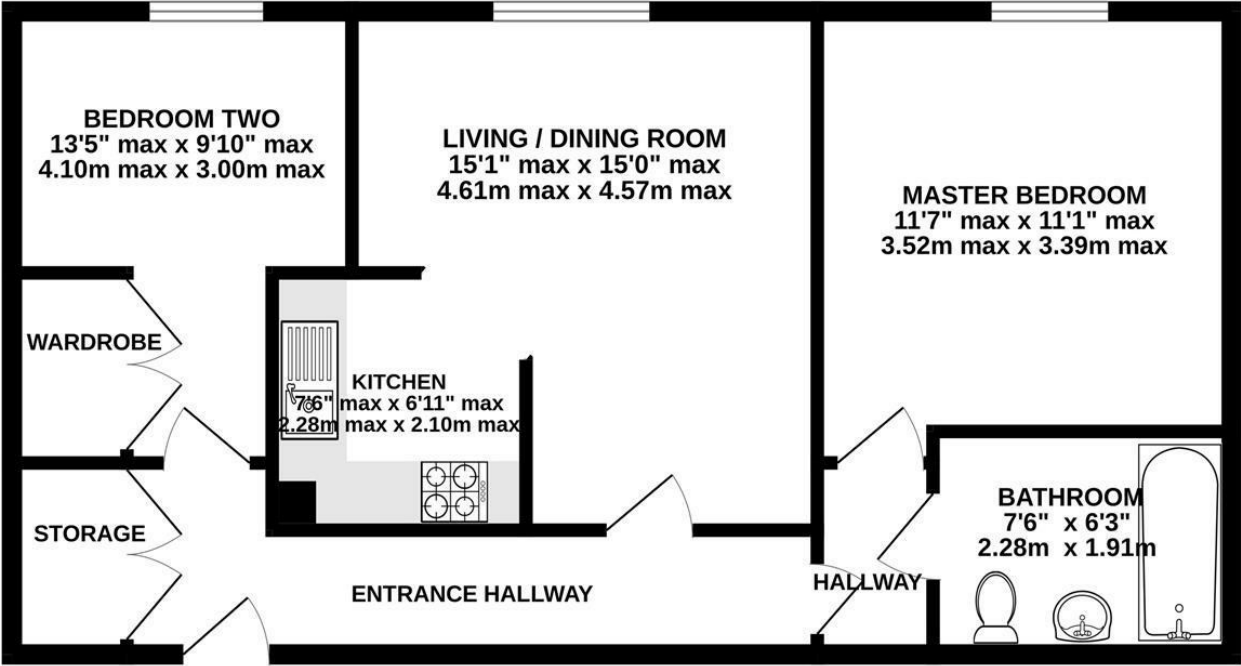 BEDROOM TWO
13'5" max x 9'10" max
4.10m max x 3.00m max
LIVING / DINING ROOM
15'1" max x 15'0" max
4.61m max x 4.57m max
MASTER BEDROOM
11'7" max x 11'1" max
3.52m max x 3.39m max
WARDROBE
KITCHEN
7'6" max x 6'11" max
2.28m max x 2.10m max
STORAGE
BATHROOM
7'6" x 6'3"
2.28m x 1.91m
ENTRANCE HALLWAY
HALLWAY